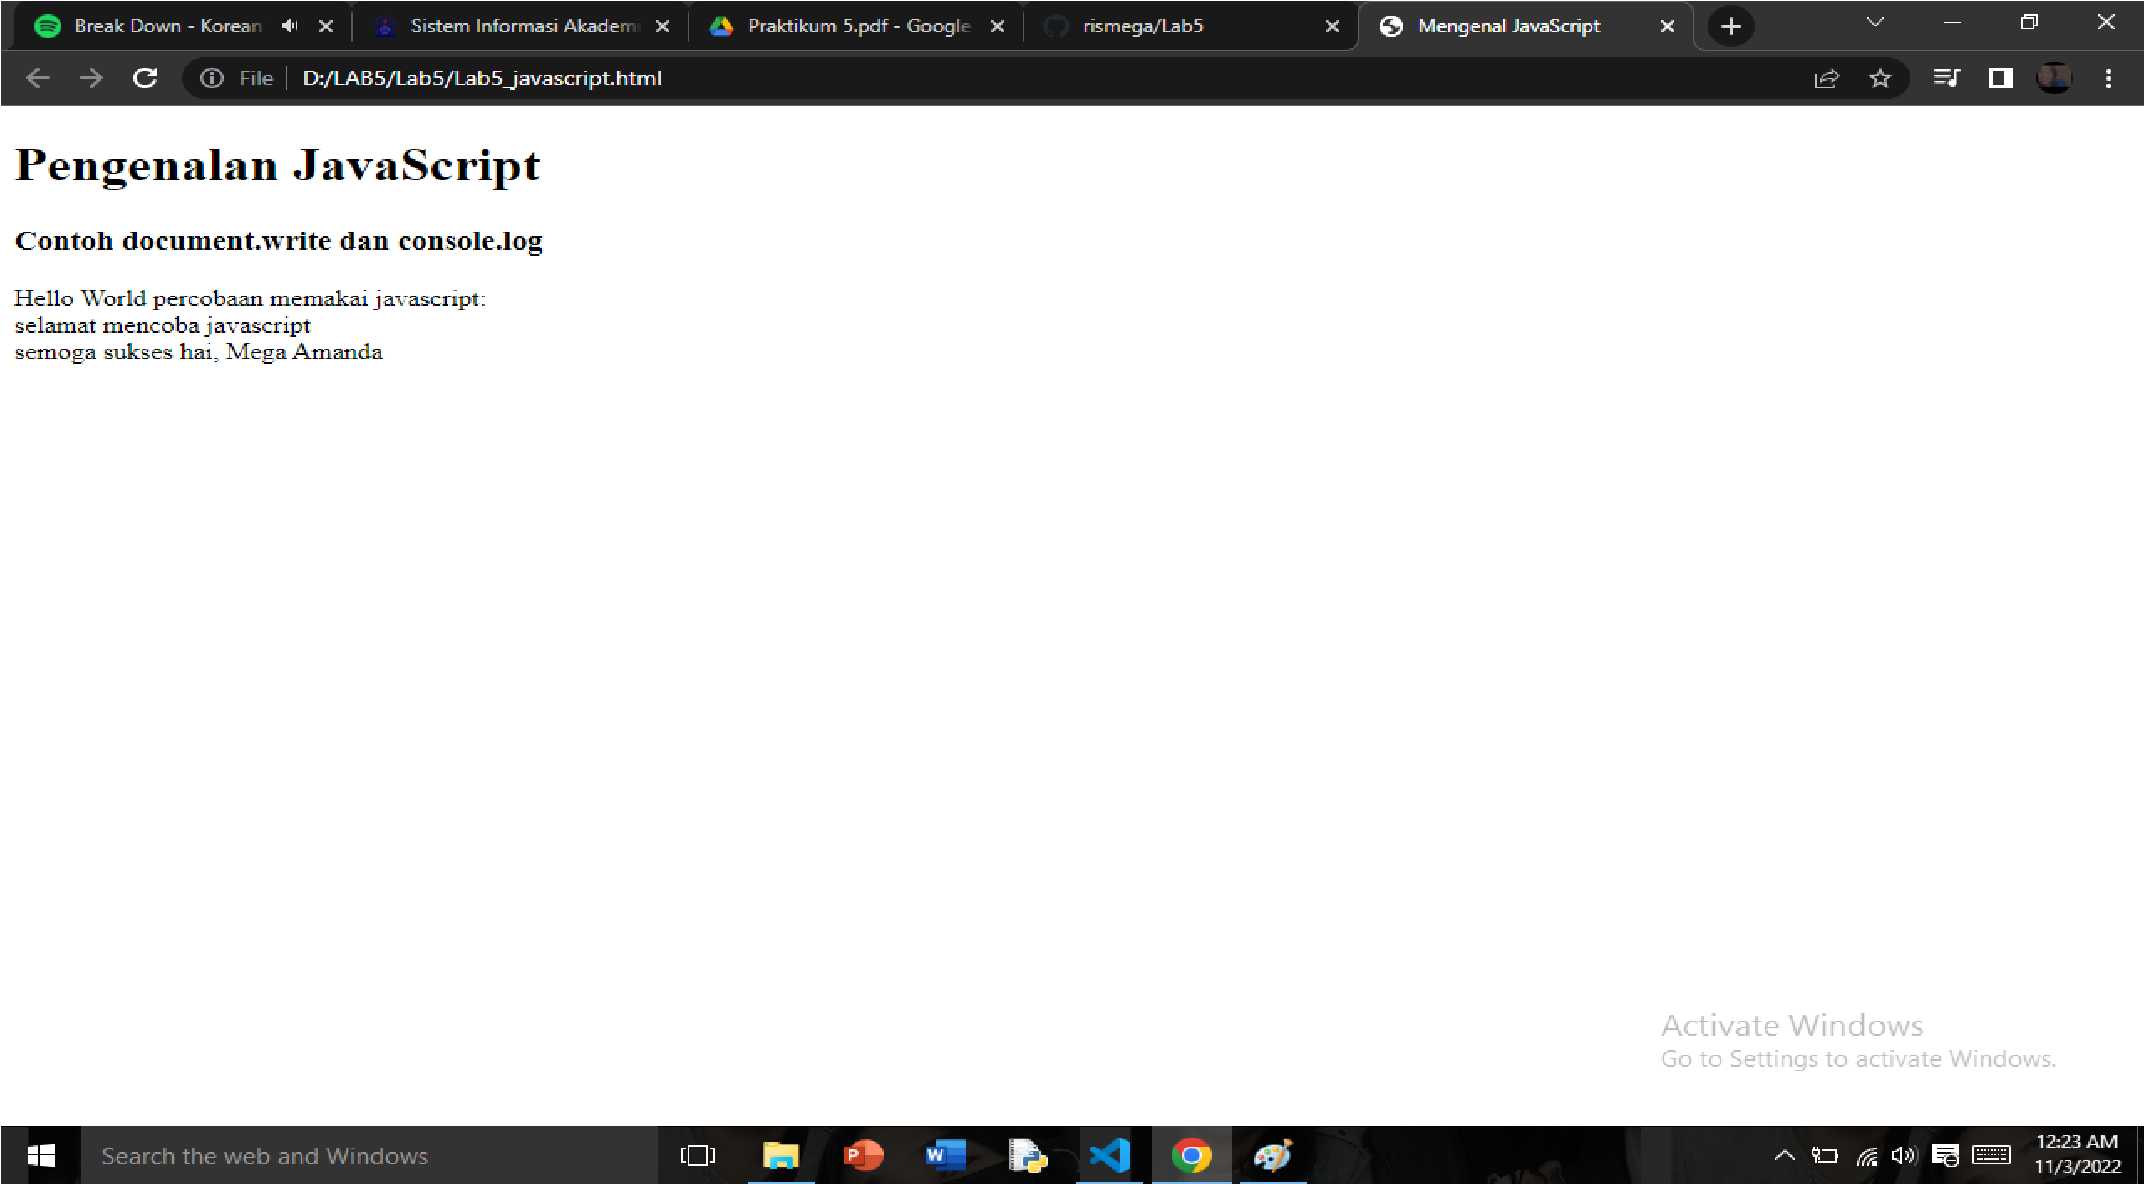 Break Down - Korean
Sistem Informasi Akademi
Praktikum 5.pdf - Google
rismega/Lab5
Mengenal JavaScript
File
D:/LAB5/Lab5/Lab5_javascript.html
Pengenalan JavaScript
Contoh document.write dan console.log
Hello World percobaan memakai javascript:
selamat mencoba javascript
semoga sukses hai, Mega Amanda
Activate Windows
Go to Settings to activate Windows.
Search the web and Windows
12:23 AM
11/3/2022